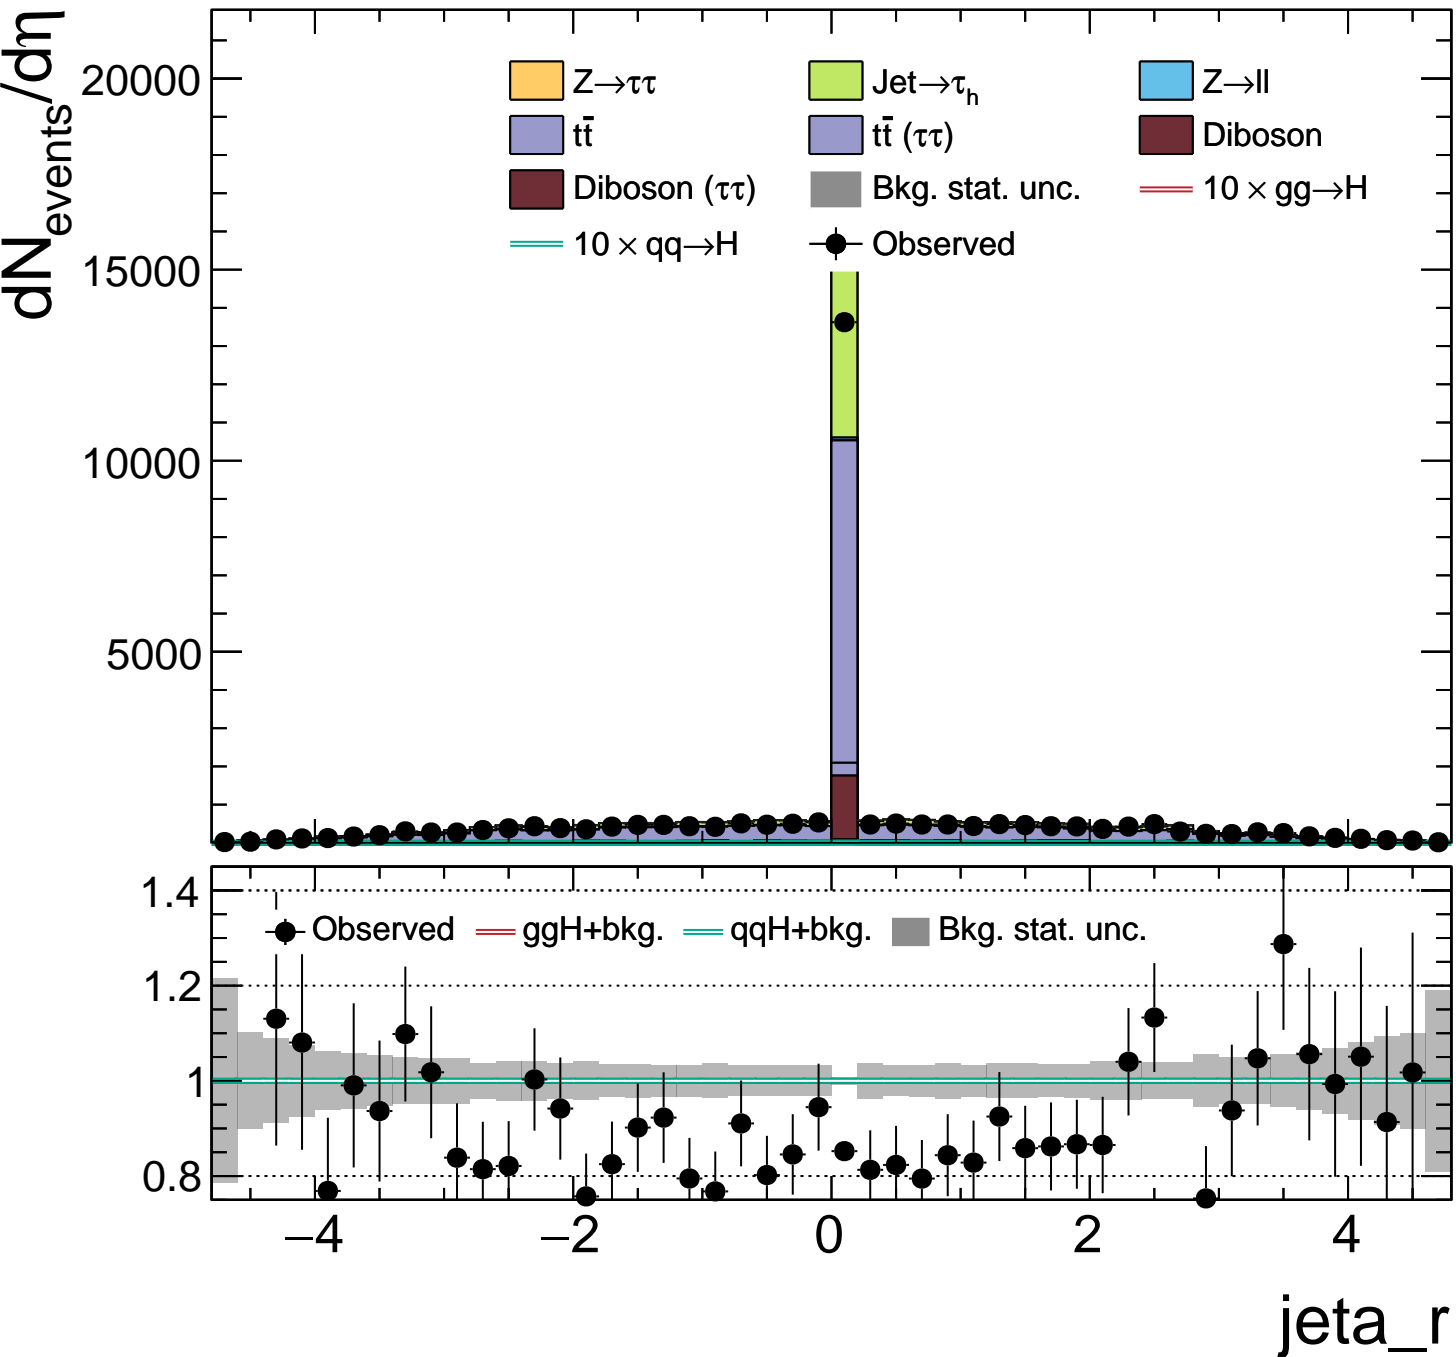 dN_events/dη
20000
15000
10000
5000
Z→ττ Jet→τ_h Z→ll
tt̄ tt̄ (ττ) Diboson
Diboson (ττ) Bkg. stat. unc. 10 × gg→H
10 × qq→H Observed
1.4
1.2
1
0.8
Observed ggH+bkg. qqH+bkg. Bkg. stat. unc.
−4 −2 0 2 4
jeta_r